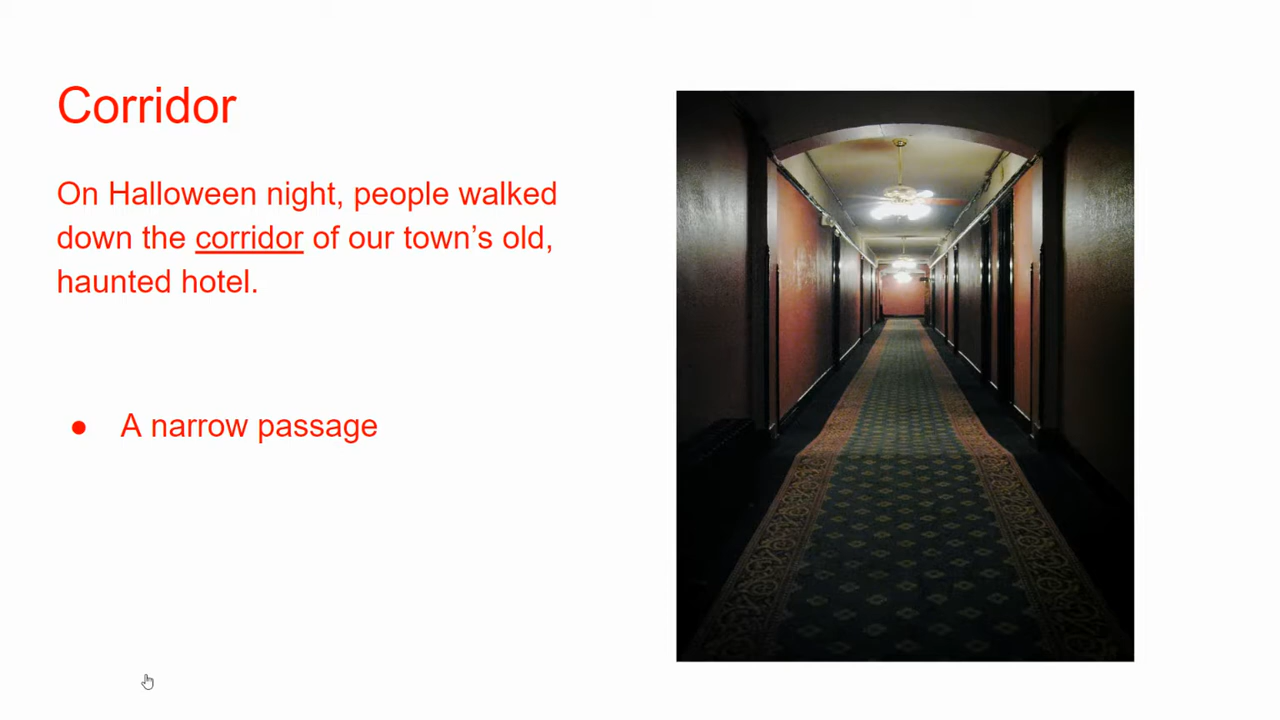 Corridor
On Halloween night, people walked
down the corridor of our town’s old,
haunted hotel.
● A narrow passage